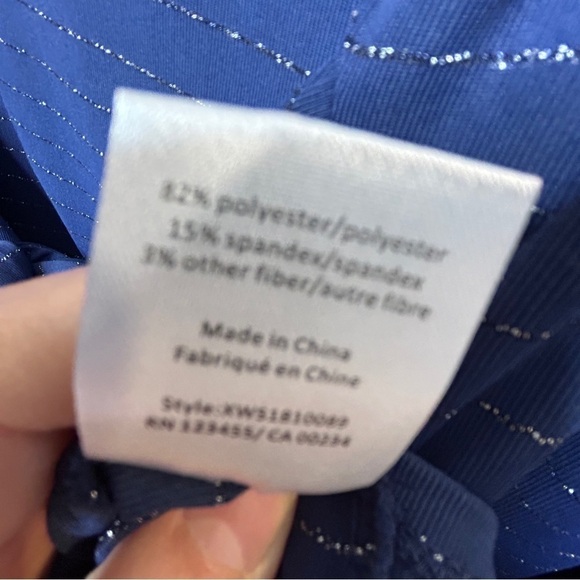 82% polyester/polyester
15% spandex/spandex
3% other fiber/autre fibre
Made in China
Fabriqué en Chine
Style:XWS1810089
RN 123455/ CA 00234